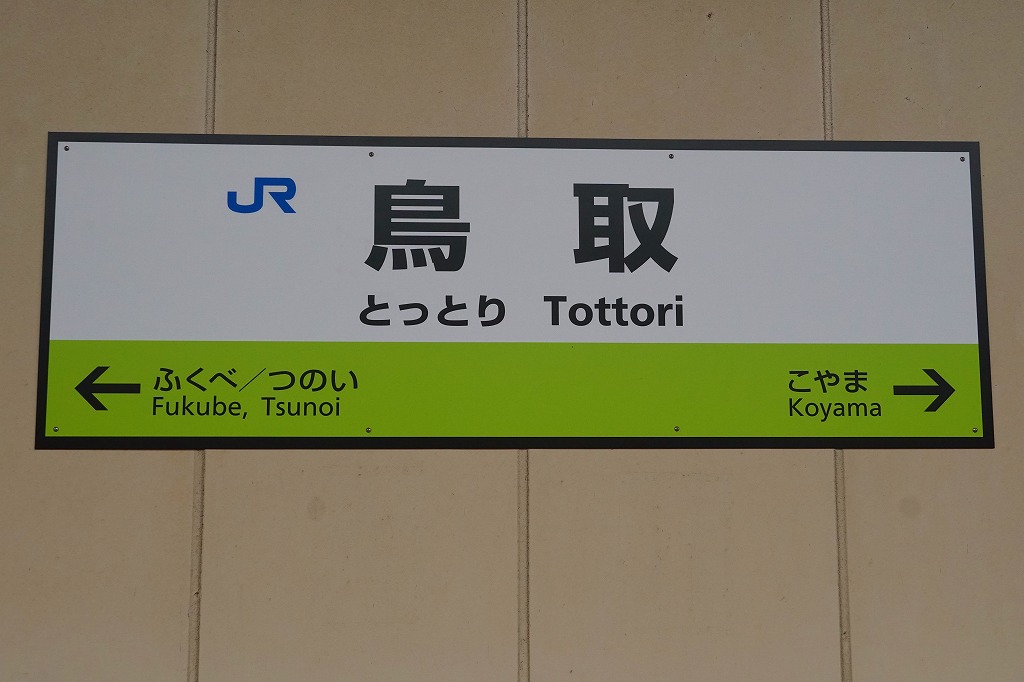 JR 鳥取
とっとり Tottori
ふくべ／つのい
Fukube, Tsunoi
こやま
Koyama